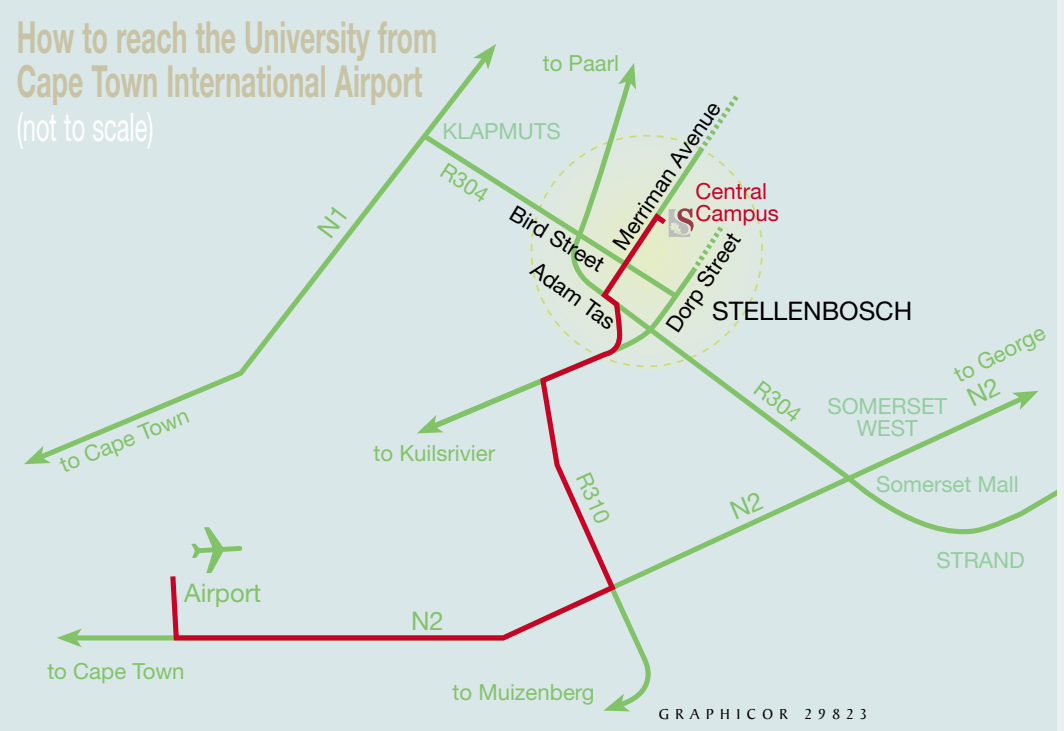 How to reach the University from
Cape Town International Airport
(not to scale)
to Paarl
KLAPMUTS
R304
N1
Merriman Avenue
Central
Campus
S
Bird Street
Adam Tas
Dorp Street
STELLENBOSCH
to George
N2
R304
SOMERSET
WEST
to Cape Town
to Kuilsrivier
R310
N2
Somerset Mall
STRAND
Airport
N2
to Cape Town
to Muizenberg
GRAPHICOR 29823